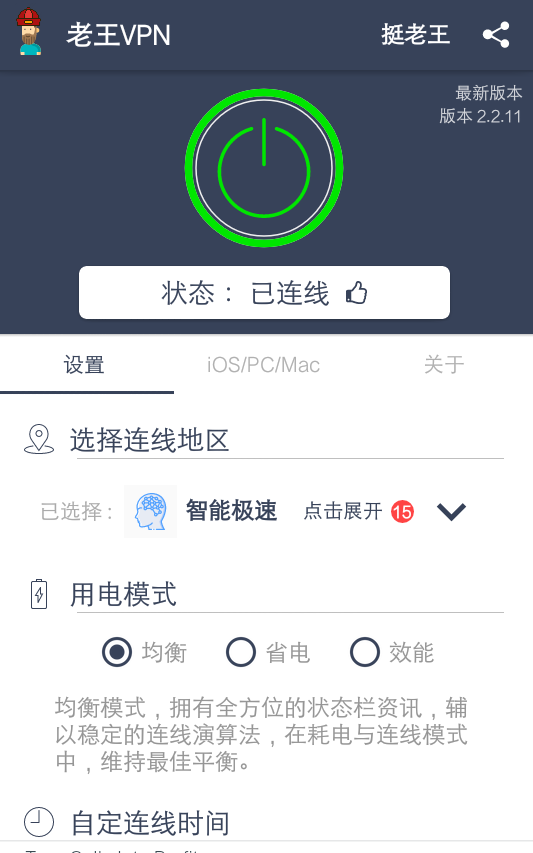 老王VPN
挺老王
最新版本
版本 2.2.11
状态： 已连线
设置
iOS/PC/Mac
关于
选择连线地区
已选择 : 智能极速 点击展开 15
用电模式
均衡 省电 效能
均衡模式，拥有全方位的状态栏资讯，辅
以稳定的连线演算法，在耗电与连线模式
中，维持最佳平衡。
自定连线时间